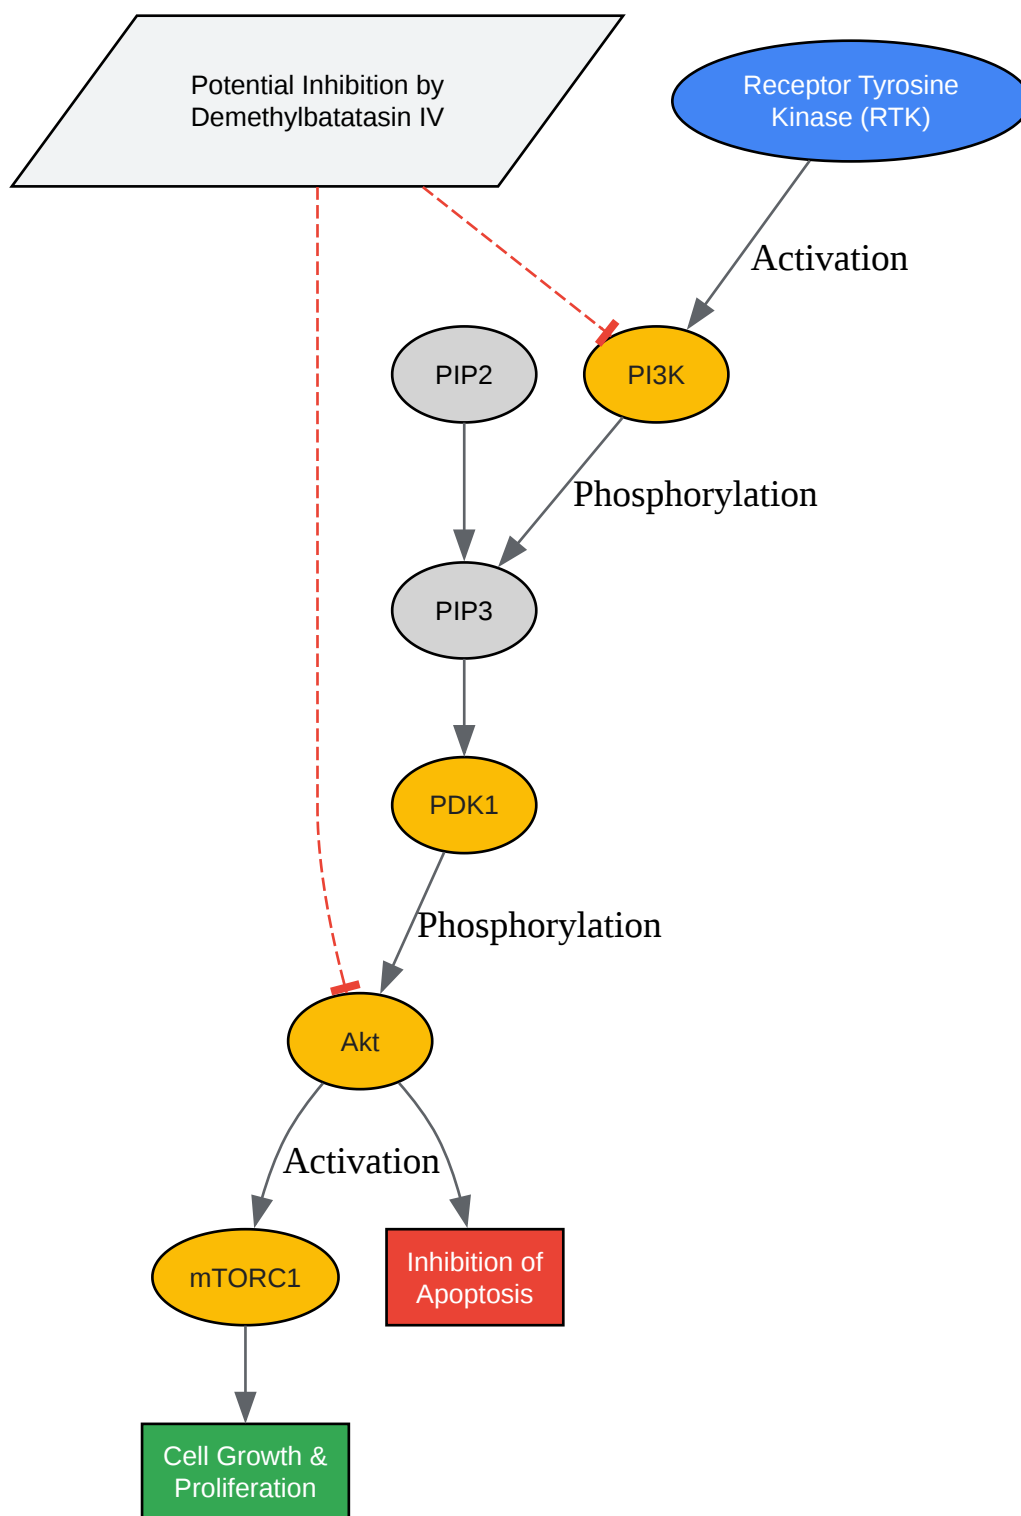 Potential Inhibition by
Demethylbatatasin IV
Receptor Tyrosine
Kinase (RTK)
Activation
PIP2
PI3K
Phosphorylation
PIP3
PDK1
Phosphorylation
Akt
Activation
mTORC1
Inhibition of
Apoptosis
Cell Growth &
Proliferation